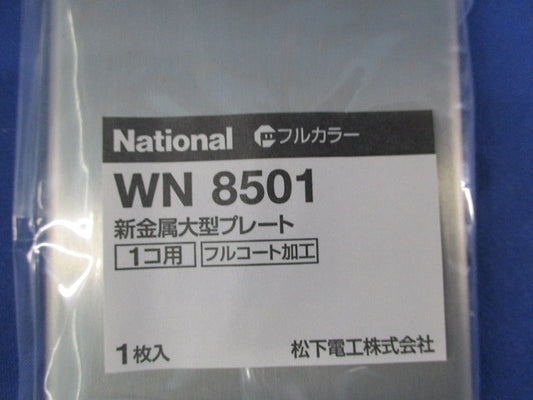 National フルカラー
WN 8501
新金属大型プレート
1コ用 フルコート加工
1枚入 松下電工株式会社